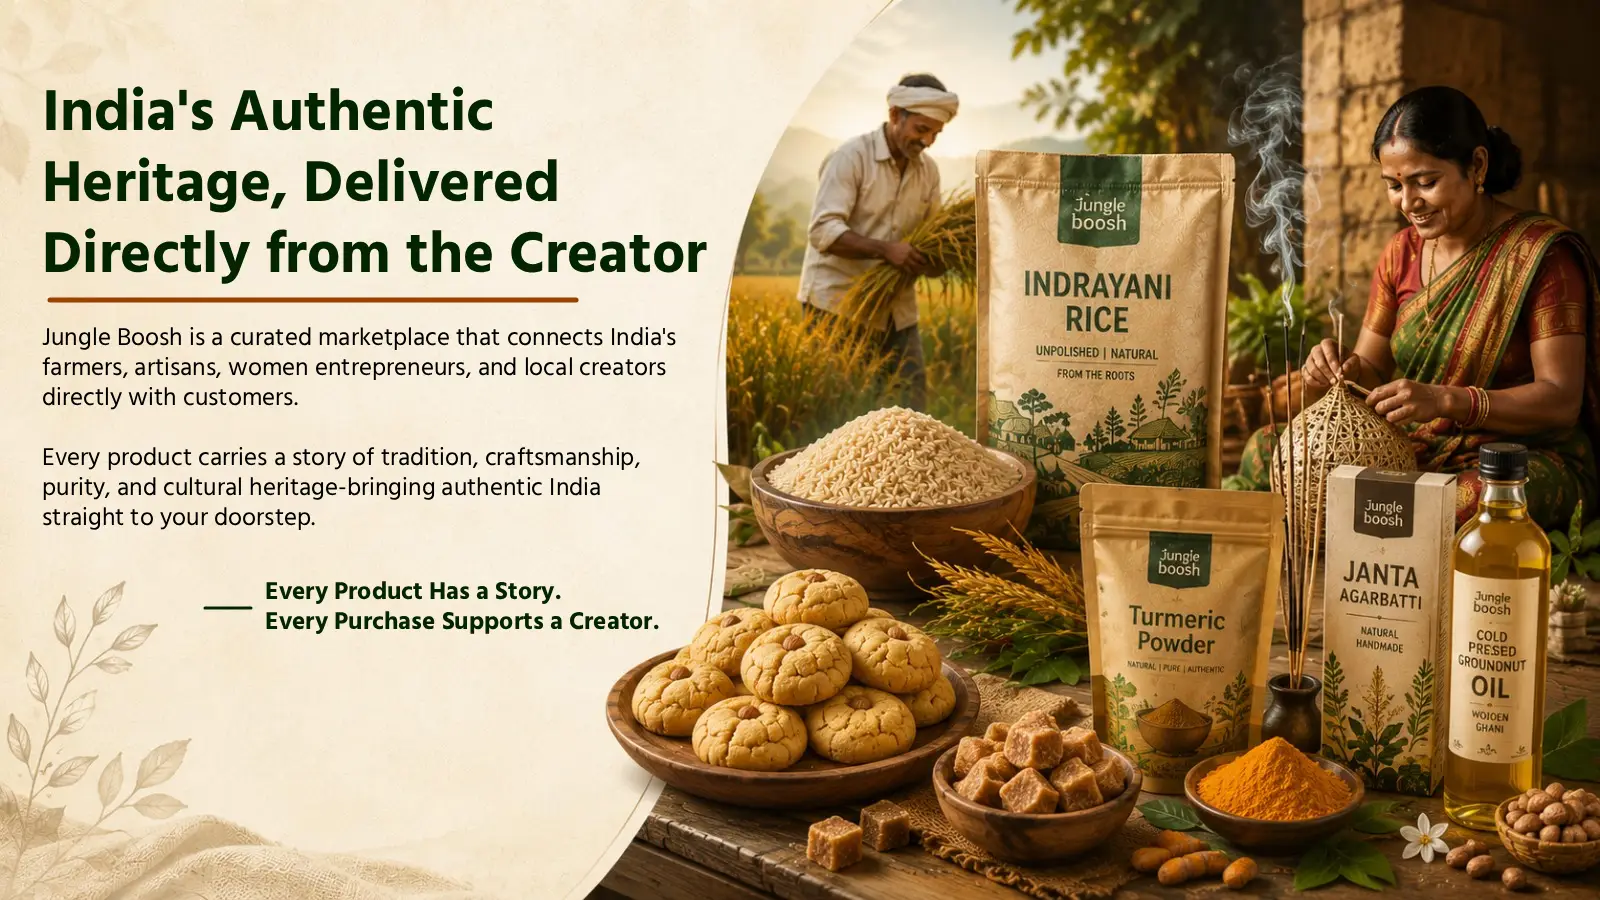 India's Authentic
Heritage, Delivered
Directly from the Creator
Jungle Boosh is a curated marketplace that connects India's
farmers, artisans, women entrepreneurs, and local creators
directly with customers.
Every product carries a story of tradition, craftsmanship,
purity, and cultural heritage-bringing authentic India
straight to your doorstep.
Every Product Has a Story.
Every Purchase Supports a Creator.
Jungle
boosh
INDRAYANI
RICE
UNPOLISHED | NATURAL
FROM THE ROOTS
Jungle
boosh
Turmeric
Powder
NATURAL | PURE | AUTHENTIC
Jungle
boosh
JANTA
AGARBATTI
NATURAL
HANDMADE
Jungle
boosh
COLD
PRESED
GROUNDNUT
OIL
WOIDEN
GHANI